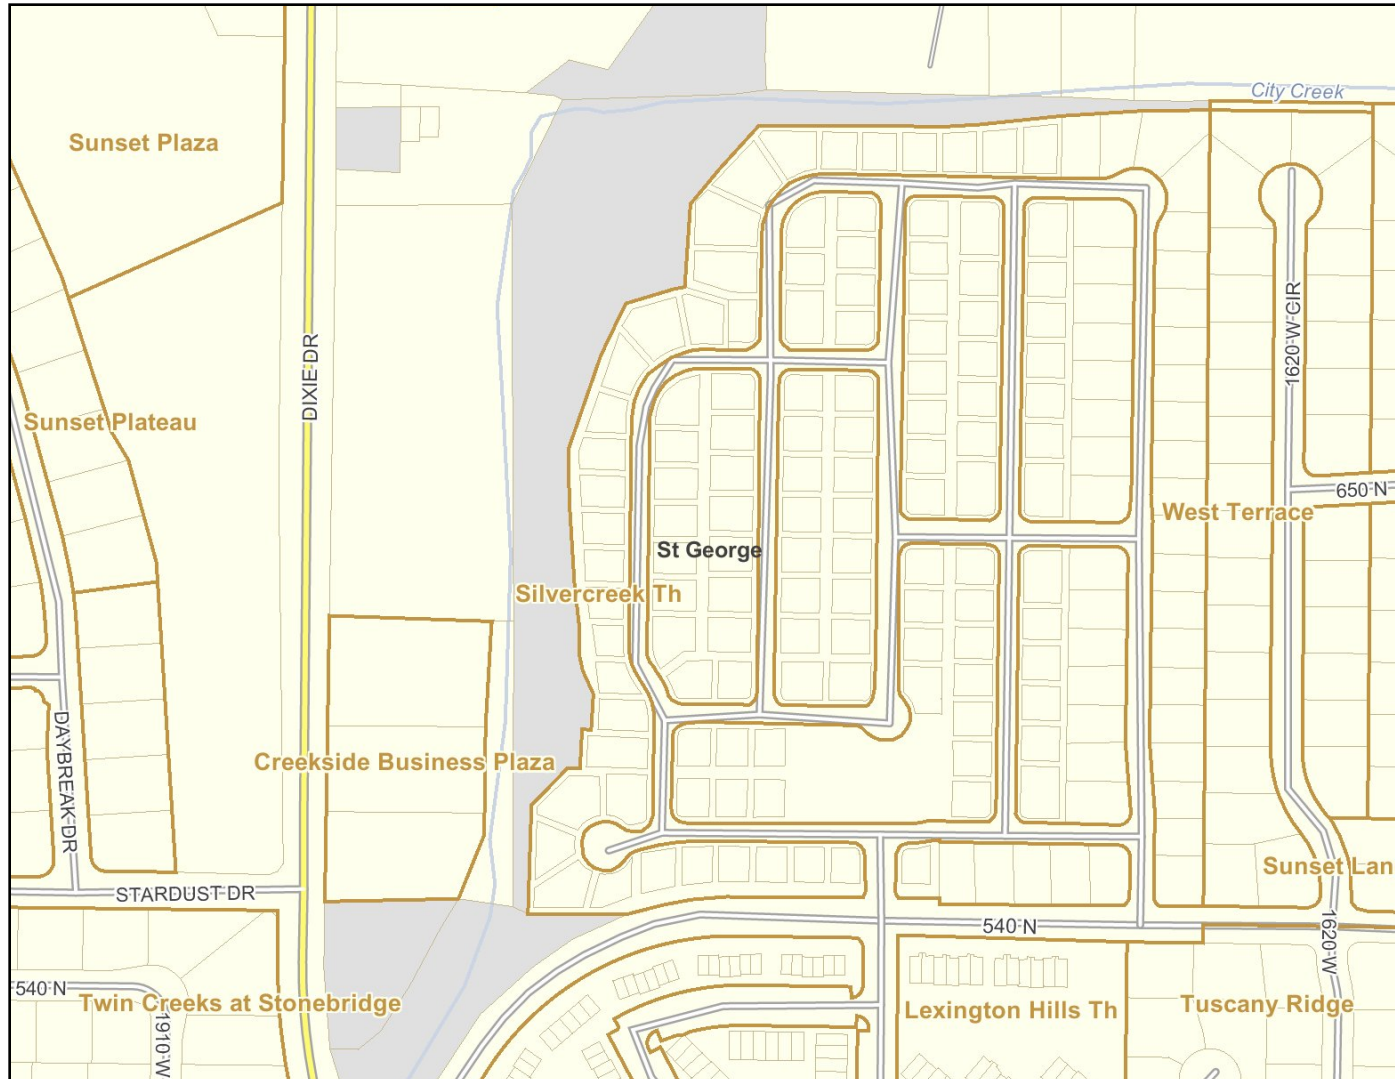 City Creek
Sunset Plaza
1620 W CIR
DIXIE DR
Sunset Plateau
650 N
West Terrace
St George
Silvercreek Th
DAYBREAK DR
Creekside Business Plaza
Sunset Lan
STARDUST DR
540 N
1620 W
540 N
Twin Creeks at Stonebridge
Lexington Hills Th
Tuscany Ridge
1910 W